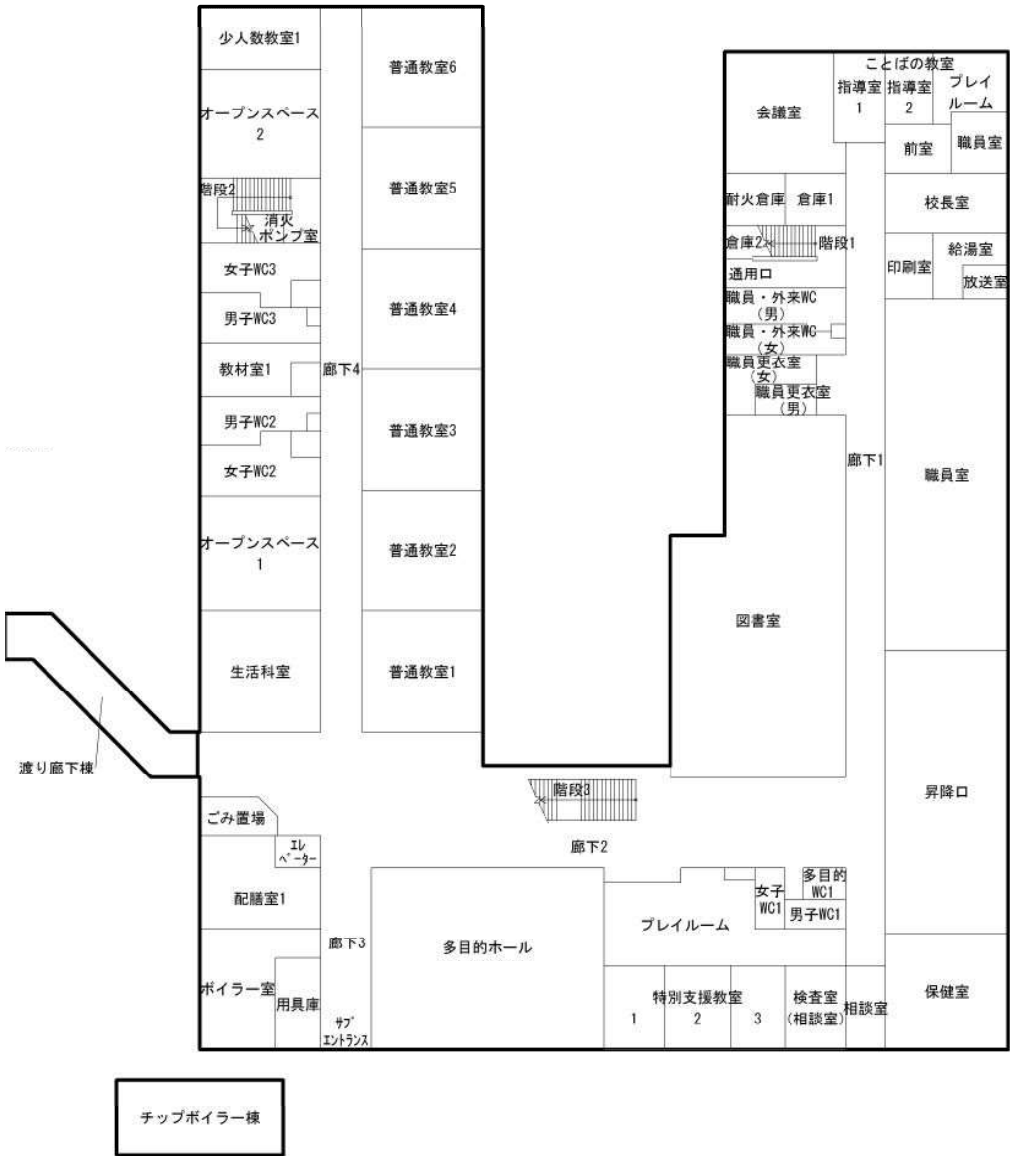 少人数教室1
普通教室6
オープンスペース
2
階段2
消火
ポンプ室
普通教室5
女子WC3
男子WC3
普通教室4
教材室1
廊下4
男子WC2
女子WC2
普通教室3
オープンスペース
1
普通教室2
生活科室
普通教室1
渡り廊下棟
ことばの教室
会議室
指導室
1
指導室
2
プレイ
ルーム
前室
職員室
耐火倉庫
倉庫1
校長室
倉庫2
階段1
通用口
印刷室
給湯室
放送室
職員・外来WC
(男)
職員・外来WC
(女)
職員更衣室
(女)
職員更衣室
(男)
廊下1
職員室
図書室
昇降口
階段3
廊下2
ごみ置場
エレ
ベーター
配膳室1
廊下3
多目的ホール
プレイルーム
女子
WC1
多目的
WC1
男子WC1
ボイラー室
用具庫
サブ
エントランス
特別支援教室
1
2
3
検査室
(相談室)
相談室
保健室
チップボイラー棟